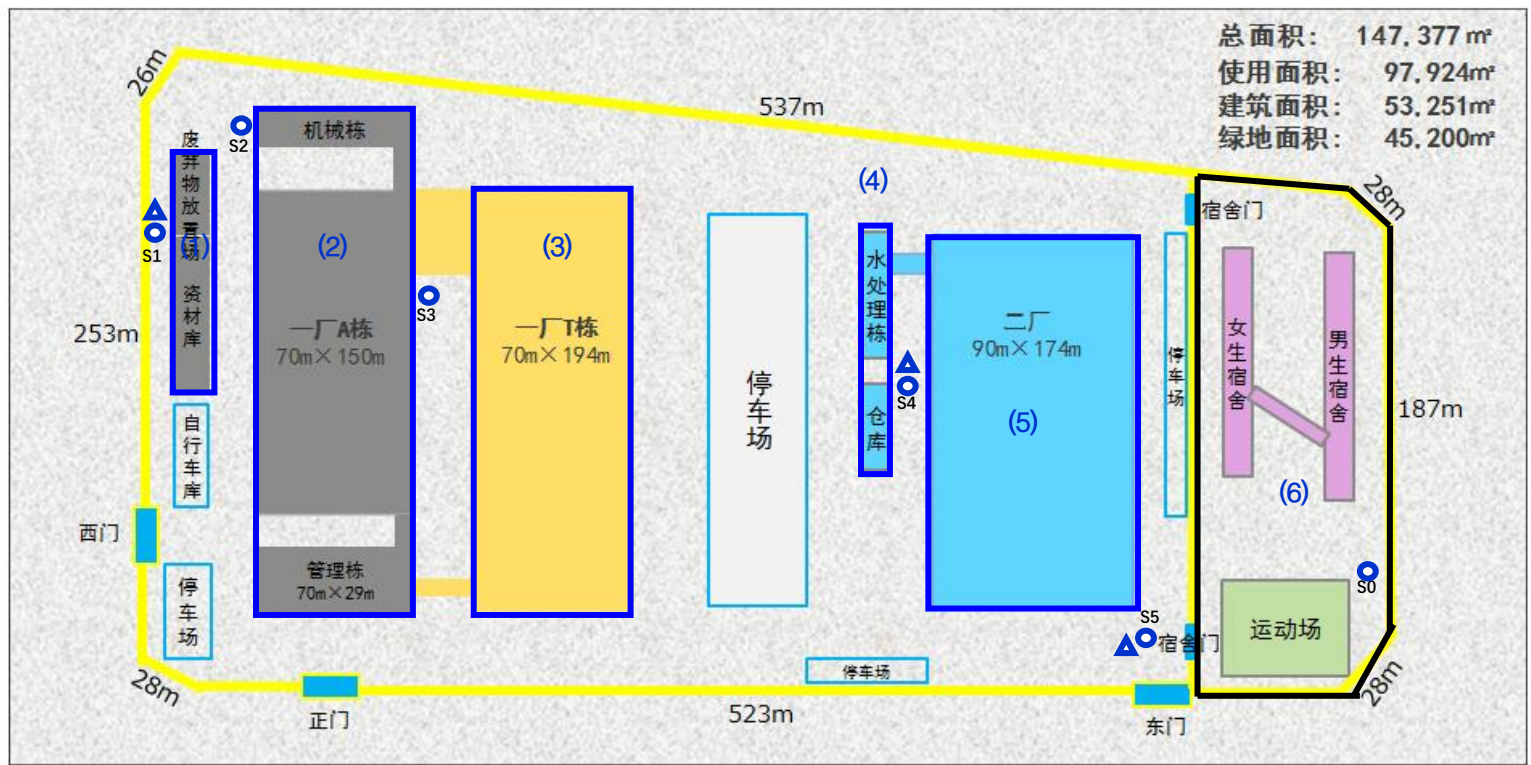 总面积： 147,377㎡
使用面积： 97,924㎡
建筑面积： 53,251㎡
绿地面积： 45,200㎡
26m
537m
28m
废弃物放置场
机械栋
S2
S1
(1)
(2)
(3)
(4)
宿舍门
资材库
一厂A栋
70m×150m
S3
一厂T栋
70m×194m
水处理栋
二厂
90m×174m
253m
停车场
S4
仓库
(5)
停车场
女生宿舍
男生宿舍
187m
自行车库
(6)
西门
停车场
管理栋
70m×29m
S0
S5
宿舍门
运动场
28m
停车场
28m
正门
523m
东门